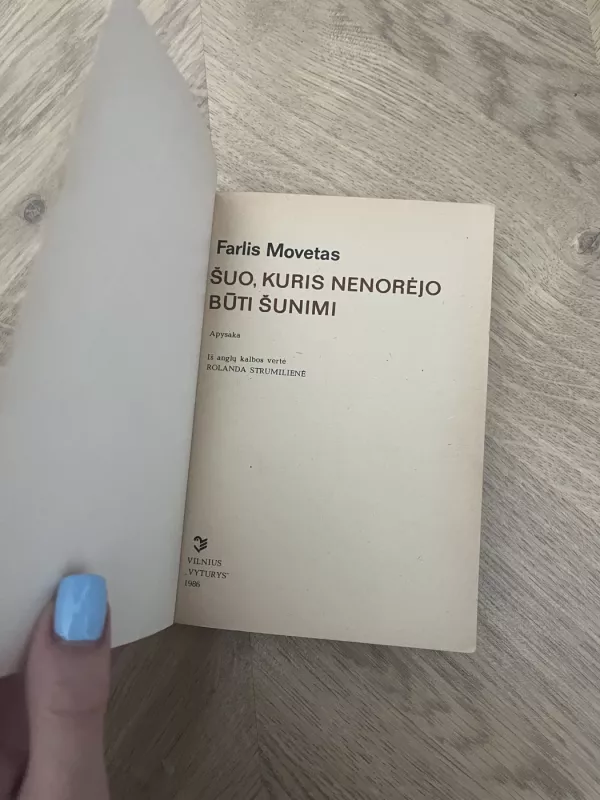 Farlis Movetas
ŠUO, KURIS NENORĖJO
BŪTI ŠUNIMI
Apysaka
Iš anglų kalbos vertė
ROLANDA STRUMILIENĖ
VILNIUS
„VYTURYS“
1986